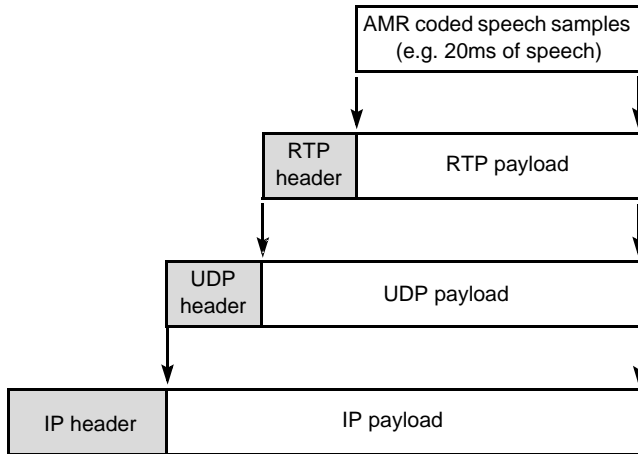 AMR coded speech samples
(e.g. 20ms of speech)
RTP
header
RTP payload
UDP
header
UDP payload
IP header
IP payload